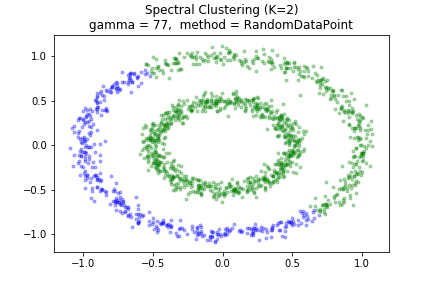 Spectral Clustering (K=2)
gamma = 77,  method = RandomDataPoint
1.0
0.5
0.0
−0.5
−1.0
−1.0 −0.5 0.0 0.5 1.0